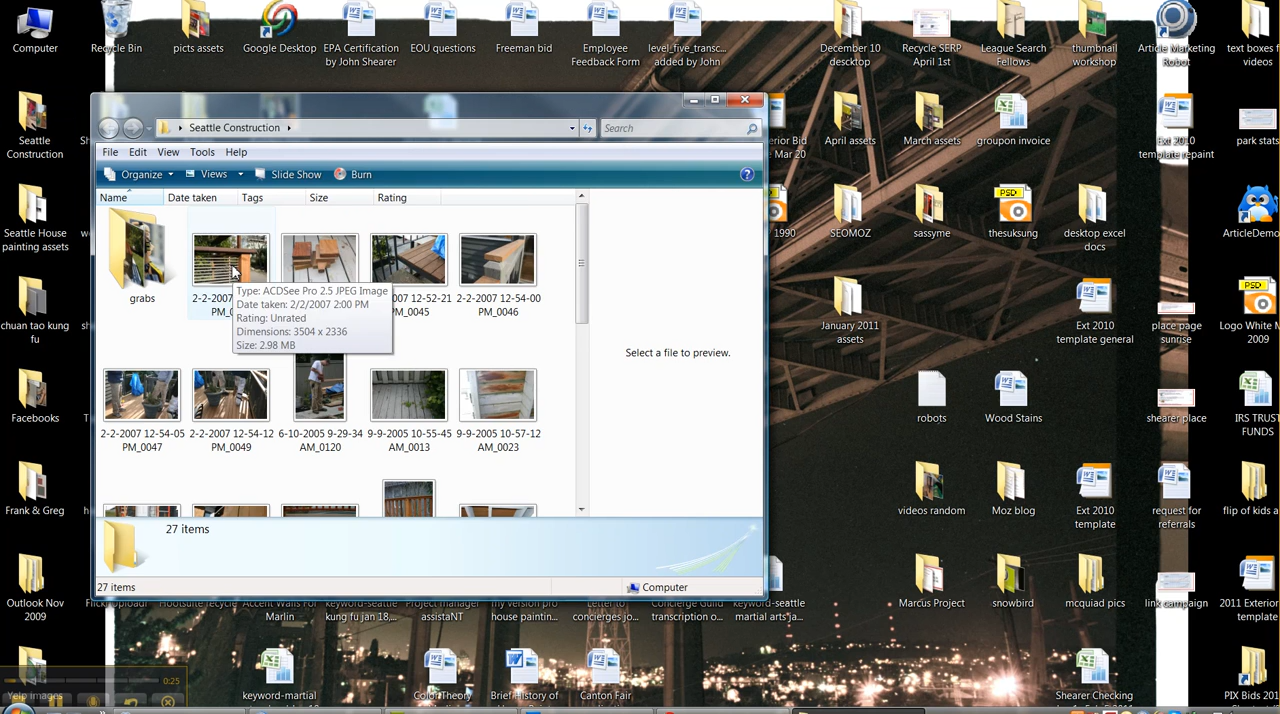 Computer
Recycle Bin
picts assets
Google Desktop
EPA Certification
by John Shearer
EOU questions
Freeman bid
Employee
Feedback Form
level_five_transc...
added by John
December 10
descktop
Recycle SERP
April 1st
League Search
Fellows
thumbnail
workshop
Article Marketing
Robot
text boxes f
videos
Seattle Construction
Search
File Edit View Tools Help
Organize Views Slide Show Burn
Name Date taken Tags Size Rating
grabs
2-2-2007
12-52-21
PM_0045
2-2-2007 12-54-00
PM_0046
Type: ACDSee Pro 2.5 JPEG Image
Date taken: 2/2/2007 2:00 PM
Rating: Unrated
Dimensions: 3504 x 2336
Size: 2.98 MB
Select a file to preview.
2-2-2007 12-54-05
PM_0047
2-2-2007 12-54-12
PM_0049
6-10-2005 9-29-34
AM_0120
9-9-2005 10-55-45
AM_0013
9-9-2005 10-57-12
AM_0023
27 items
27 items
Computer
Seattle
Construction
Seattle House
painting assets
chuan tao kung
fu
Facebooks
Frank & Greg
Outlook Nov
2009
Yelp Images
0:25
Mar 20
April assets
March assets
groupon invoice
Ext 2010
template repaint
park stats
1990
SEOMOZ
sassyme
PSD
thesuksung
desktop excel
docs
ArticleDemo
January 2011
assets
Ext 2010
template general
place page
sunrise
PSD
Logo White M
2009
robots
Wood Stains
shearer place
IRS TRUST
FUNDS
videos random
Moz blog
Ext 2010
template
request for
referrals
flip of kids a
Marcus Project
snowbird
mcquiad pics
link campaign
2011 Exterior
template
Accent Walls For
Marlin
keyword-seattle
kung fu jan 18,...
Project manager
assistaNT
my version pro
house paintin...
Letter to
concierges jo...
Concierge Guild
transcription o...
keyword-seattle
martial arts ja...
keyword-martial
Color Theory
Brief History of
Canton Fair
Shearer Checking
PIX Bids 201